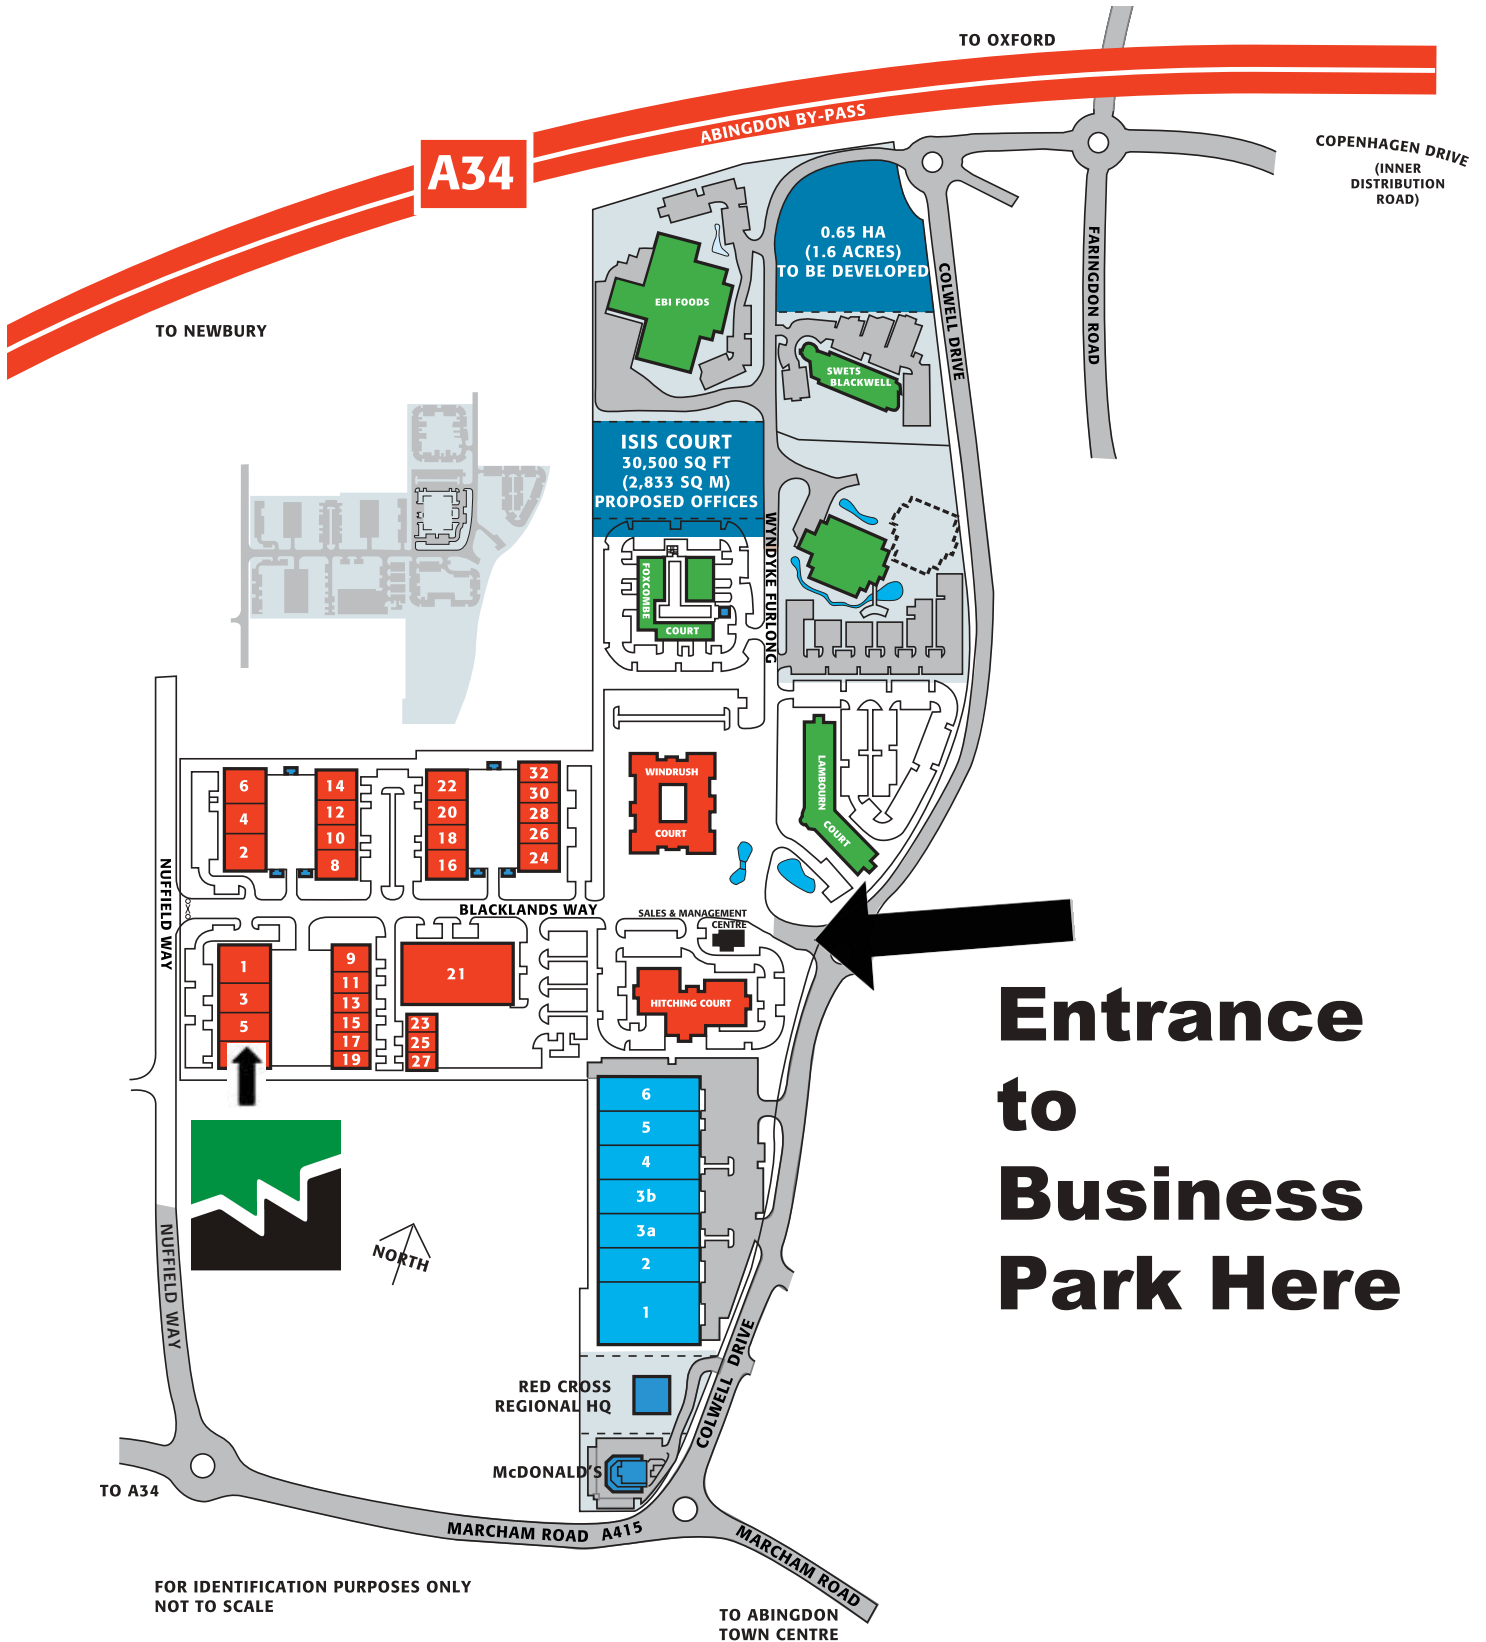 TO OXFORD
ABINGDON BY-PASS
A34
COPENHAGEN DRIVE
(INNER
DISTRIBUTION
ROAD)
FARINGDON ROAD
0.65 HA
(1.6 ACRES)
TO BE DEVELOPED
COLWELL DRIVE
EBI FOODS
TO NEWBURY
SWETS
BLACKWELL
ISIS COURT
30,500 SQ FT
(2,833 SQ M)
PROPOSED OFFICES
WYNDYKE FURLONG
FOXCOMBE
COURT
LAMBOURN
COURT
WINDRUSH
COURT
6
4
2
14
12
10
8
22
20
18
16
32
30
28
26
24
NUFFIELD WAY
BLACKLANDS WAY
SALES & MANAGEMENT
CENTRE
1
3
5
9
11
13
15
17
19
21
23
25
27
HITCHING COURT
Entrance
to
Business
Park Here
6
5
4
3b
3a
2
1
NUFFIELD WAY
NORTH
COLWELL DRIVE
RED CROSS
REGIONAL HQ
McDONALD'S
TO A34
MARCHAM ROAD A415
MARCHAM ROAD
FOR IDENTIFICATION PURPOSES ONLY
NOT TO SCALE
TO ABINGDON
TOWN CENTRE